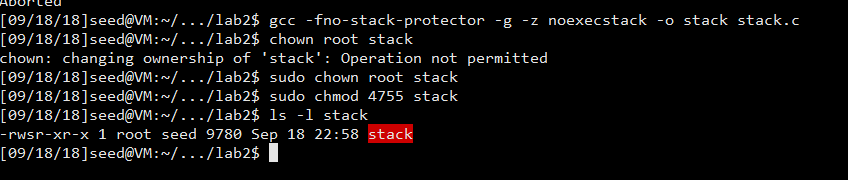 Aborted
[09/18/18]seed@VM:~/.../lab2$ gcc -fno-stack-protector -g -z noexecstack -o stack stack.c
[09/18/18]seed@VM:~/.../lab2$ chown root stack
chown: changing ownership of 'stack': Operation not permitted
[09/18/18]seed@VM:~/.../lab2$ sudo chown root stack
[09/18/18]seed@VM:~/.../lab2$ sudo chmod 4755 stack
[09/18/18]seed@VM:~/.../lab2$ ls -l stack
-rwsr-xr-x 1 root seed 9780 Sep 18 22:58 stack
[09/18/18]seed@VM:~/.../lab2$